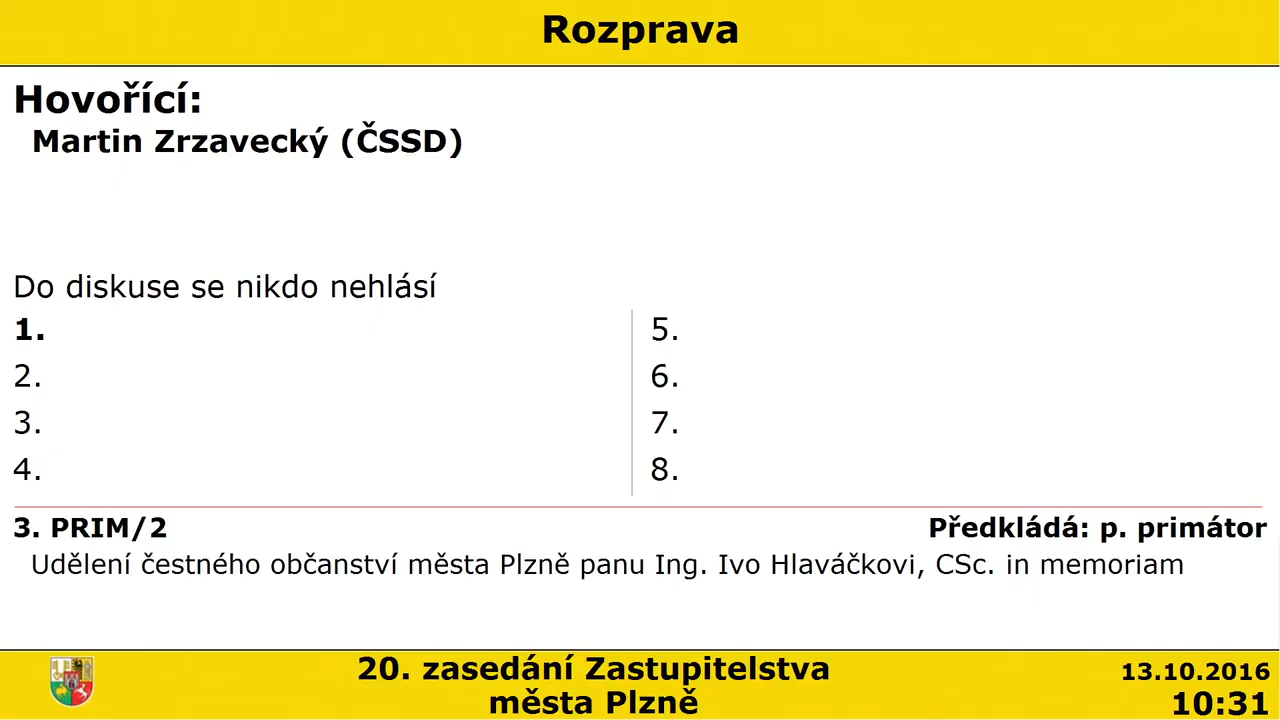 Rozprava
Hovořící:
Martin Zrzavecký (ČSSD)
Do diskuse se nikdo nehlásí
1.
2.
3.
4.
5.
6.
7.
8.
3. PRIM/2
Předkládá: p. primátor
Udělení čestného občanství města Plzně panu Ing. Ivo Hlaváčkovi, CSc. in memoriam
20. zasedání Zastupitelstva
města Plzně
13.10.2016
10:31